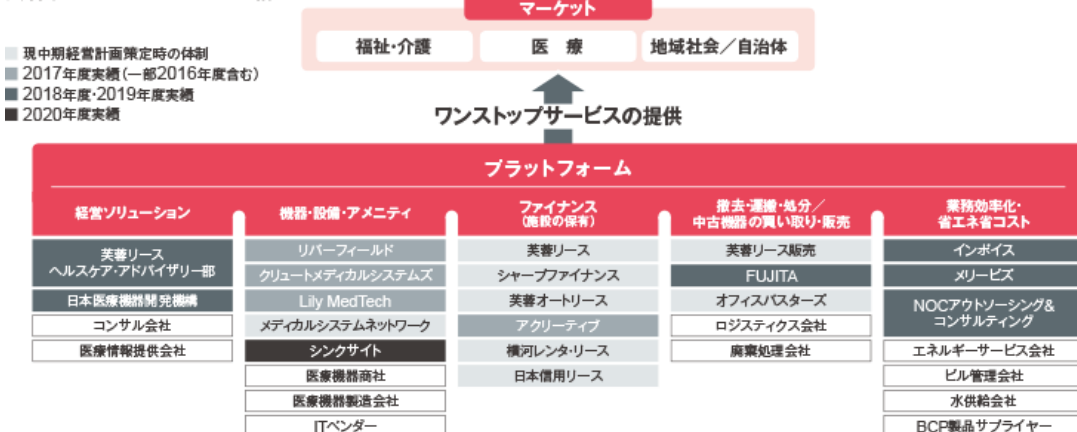 マーケット
福祉・介護
医 療
地域社会／自治体
現中期経営計画策定時の体制
2017年度実績（一部2016年度含む）
2018年度・2019年度実績
2020年度実績
ワンストップサービスの提供
プラットフォーム
経営ソリューション
芙蓉リース
ヘルスケア・アドバイザリー部
日本医療機器開発機構
コンサル会社
医療情報提供会社
機器・設備・アメニティ
リバーフィールド
クリュートメディカルシステムズ
Lily MedTech
メディカルシステムネットワーク
シンクサイト
医療機器商社
医療機器製造会社
ITベンダー
ファイナンス
（施設の保有）
芙蓉リース
シャープファイナンス
芙蓉オートリース
アクリーティブ
横河レンタ・リース
日本信用リース
撤去・運搬・処分／
中古機器の買い取り・販売
芙蓉リース販売
FUJITA
オフィスバスターズ
ロジスティクス会社
廃棄処理会社
業務効率化・
省エネ省コスト
インボイス
メリービズ
NOCアウトソーシング&
コンサルティング
エネルギーサービス会社
ビル管理会社
水供給会社
BCP製品サプライヤー